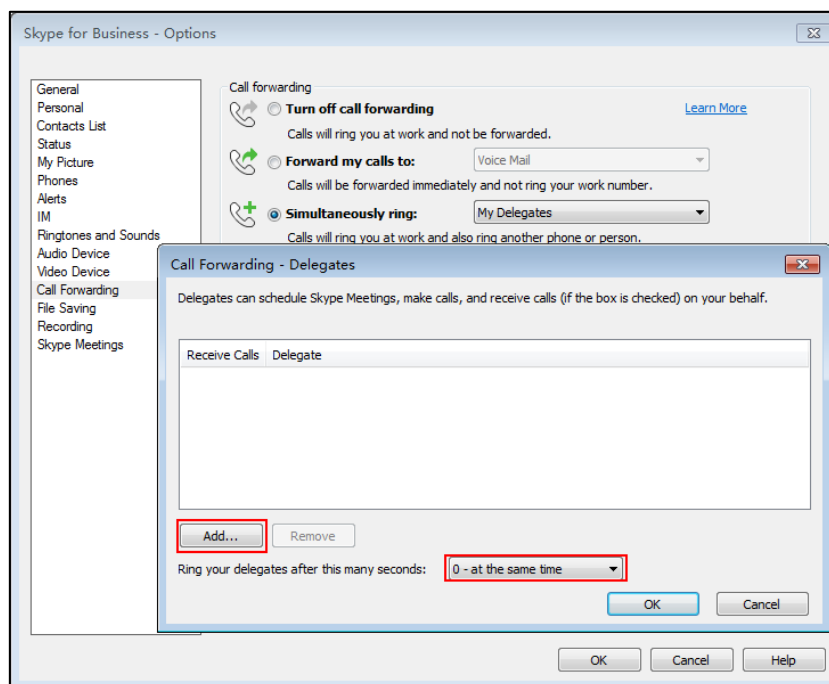 Skype for Business - Options
General
Personal
Contacts List
Status
My Picture
Phones
Alerts
IM
Ringtones and Sounds
Audio Device
Video Device
Call Forwarding
File Saving
Recording
Skype Meetings
Call forwarding
Turn off call forwarding
Learn More
Calls will ring you at work and not be forwarded.
Forward my calls to:
Voice Mail
Calls will be forwarded immediately and not ring your work number.
Simultaneously ring:
My Delegates
Calls will ring you at work and also ring another phone or person.
Call Forwarding - Delegates
Delegates can schedule Skype Meetings, make calls, and receive calls (if the box is checked) on your behalf.
Receive Calls Delegate
Add... Remove
Ring your delegates after this many seconds: 0 - at the same time
OK Cancel
OK Cancel Help